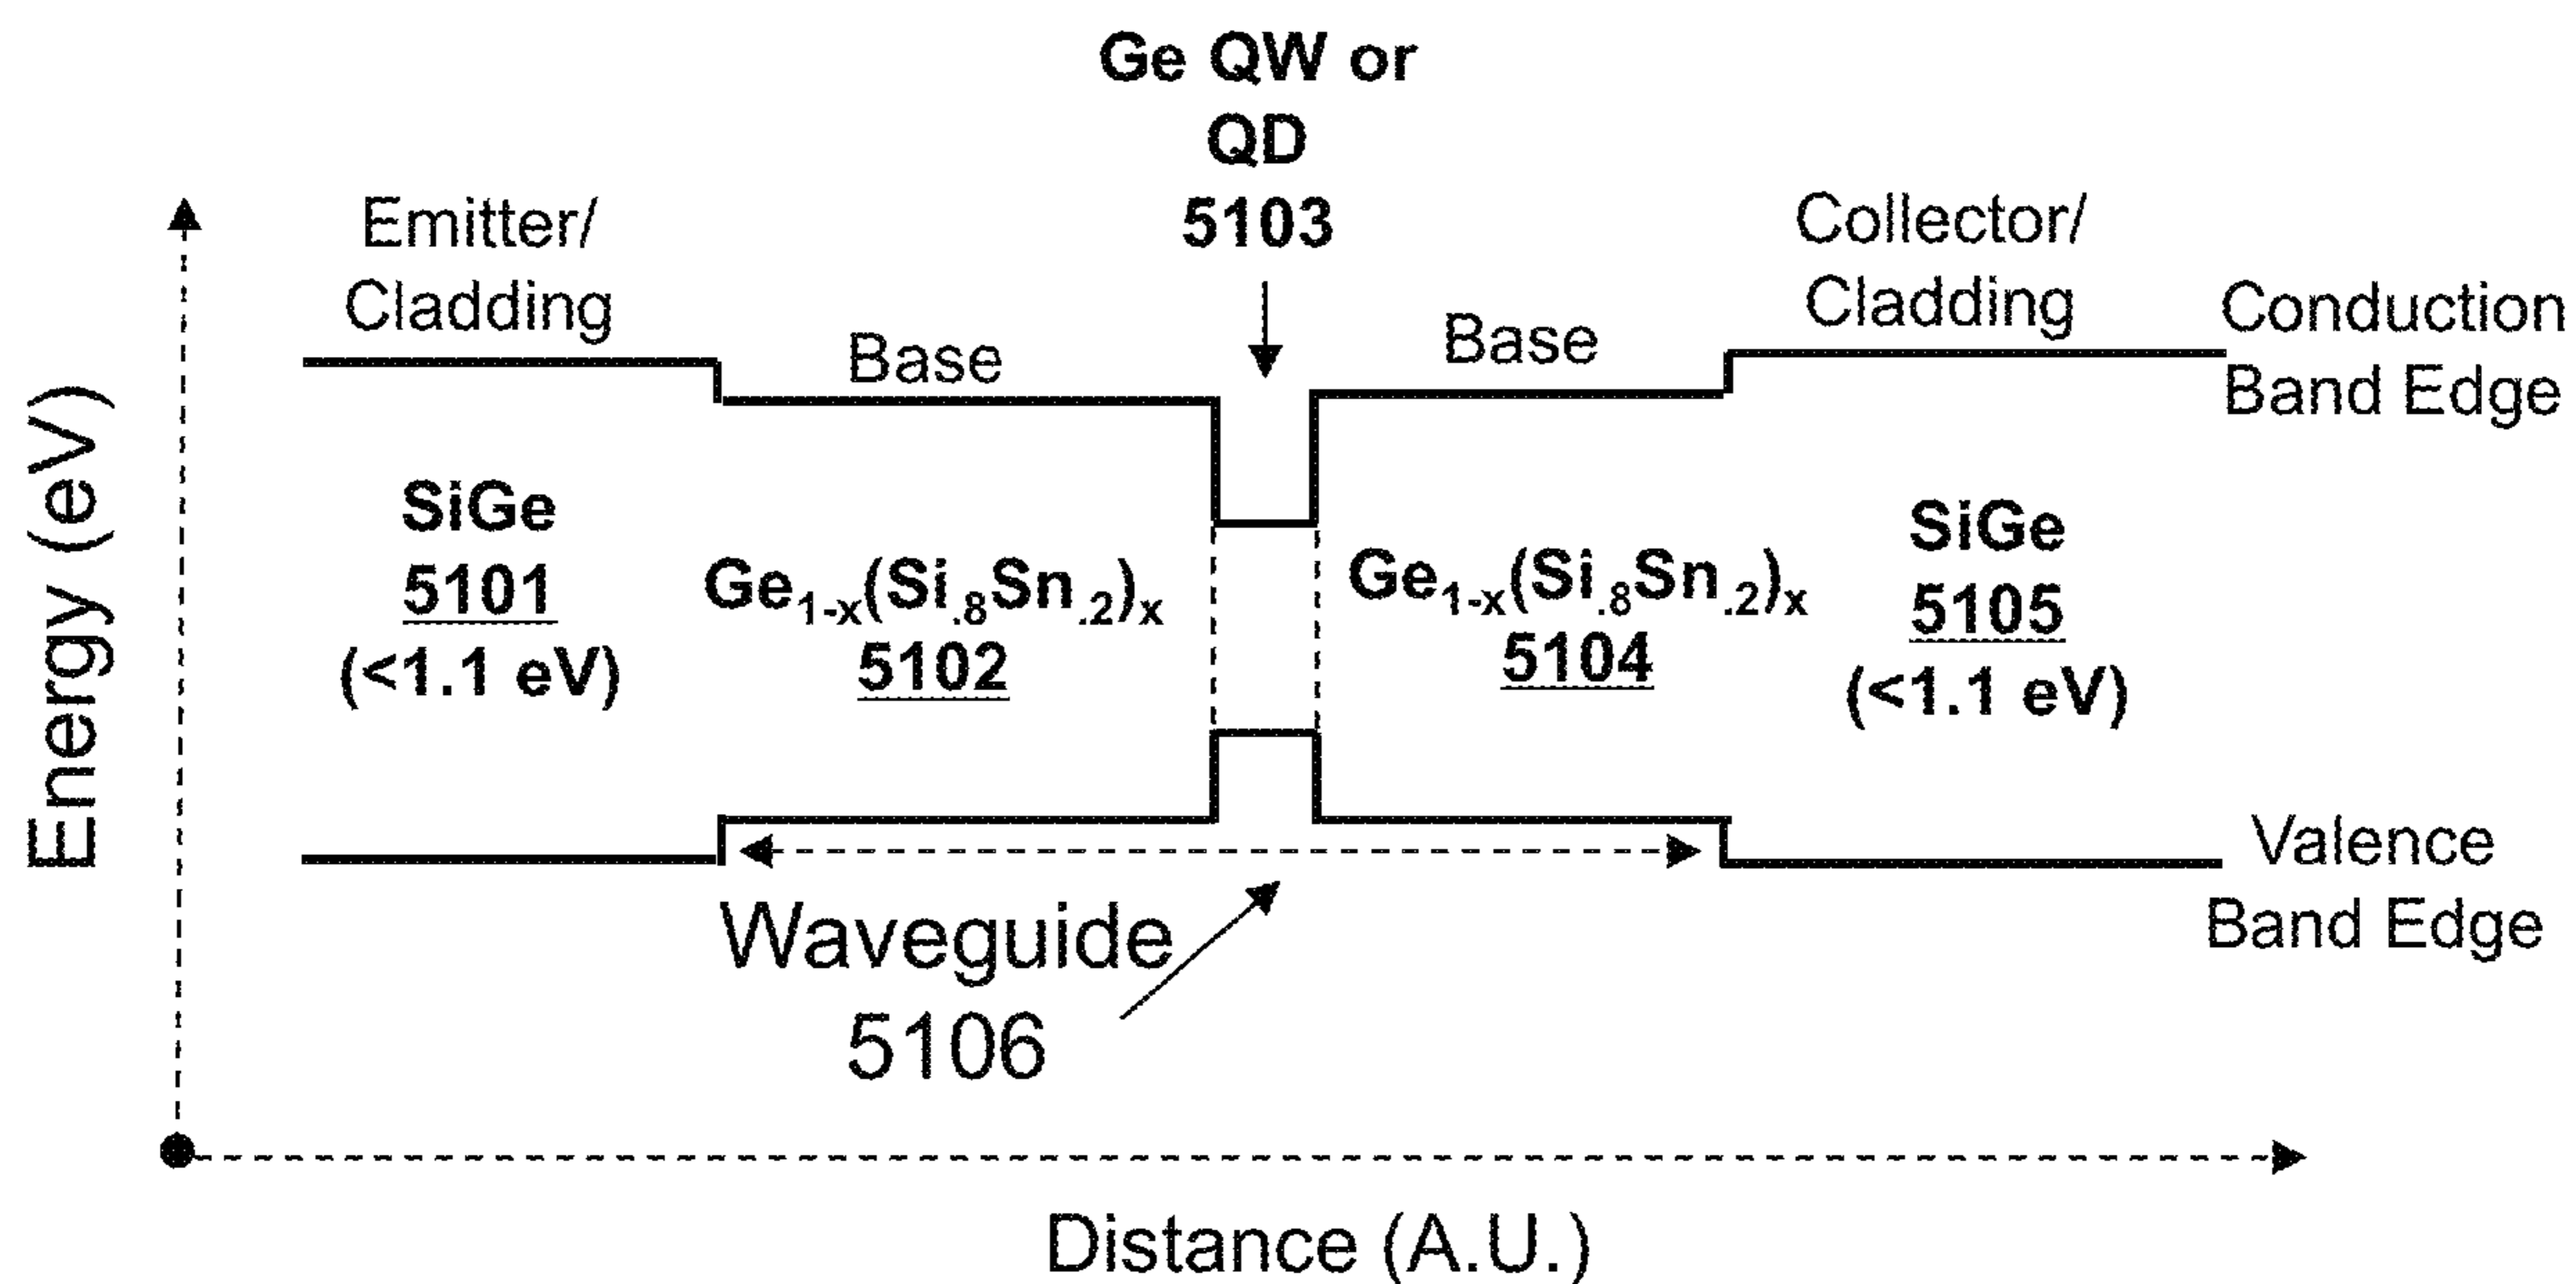 Ge QW or
QD
5103
Emitter/
Cladding
Base
Base
Collector/
Cladding
Conduction
Band Edge
Energy (eV)
SiGe
5101
(<1.1 eV)
Ge₁₋ₓ(Si.₈Sn.₂)ₓ
5102
Ge₁₋ₓ(Si.₈Sn.₂)ₓ
5104
SiGe
5105
(<1.1 eV)
Valence
Band Edge
Waveguide
5106
Distance (A.U.)